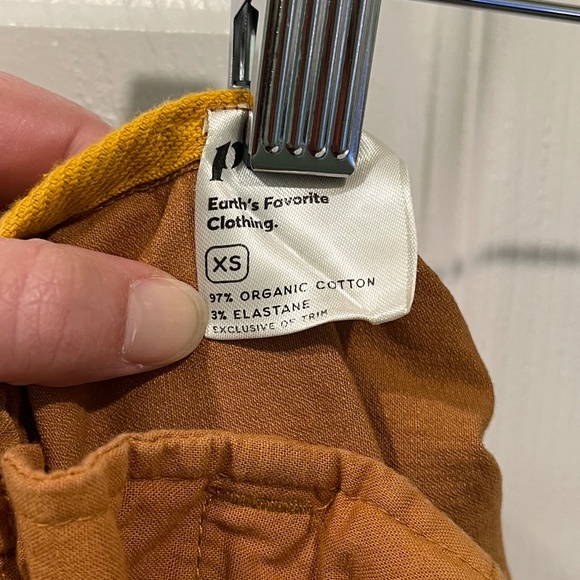 p
Earth's Favorite
Clothing.
XS
97% ORGANIC COTTON
3% ELASTANE
EXCLUSIVE OF TRIM